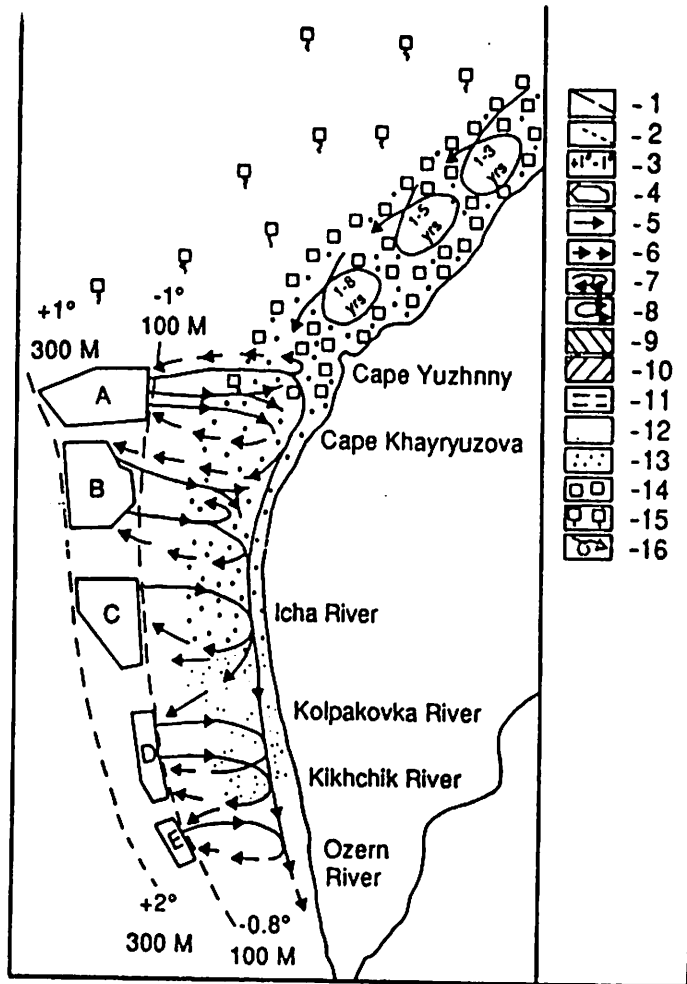 1-3
yrs
1-5
yrs
1-8
yrs
+1°
300 M
-1°
100 M
A
B
C
D
E
Cape Yuzhnny
Cape Khayryuzova
Icha River
Kolpakovka River
Kikhchik River
Ozern
River
+2°
300 M
-0.8°
100 M
-1
-2
+1° -1°
-3
-4
-5
-6
-7
-8
-9
-10
-11
-12
-13
-14
-15
-16